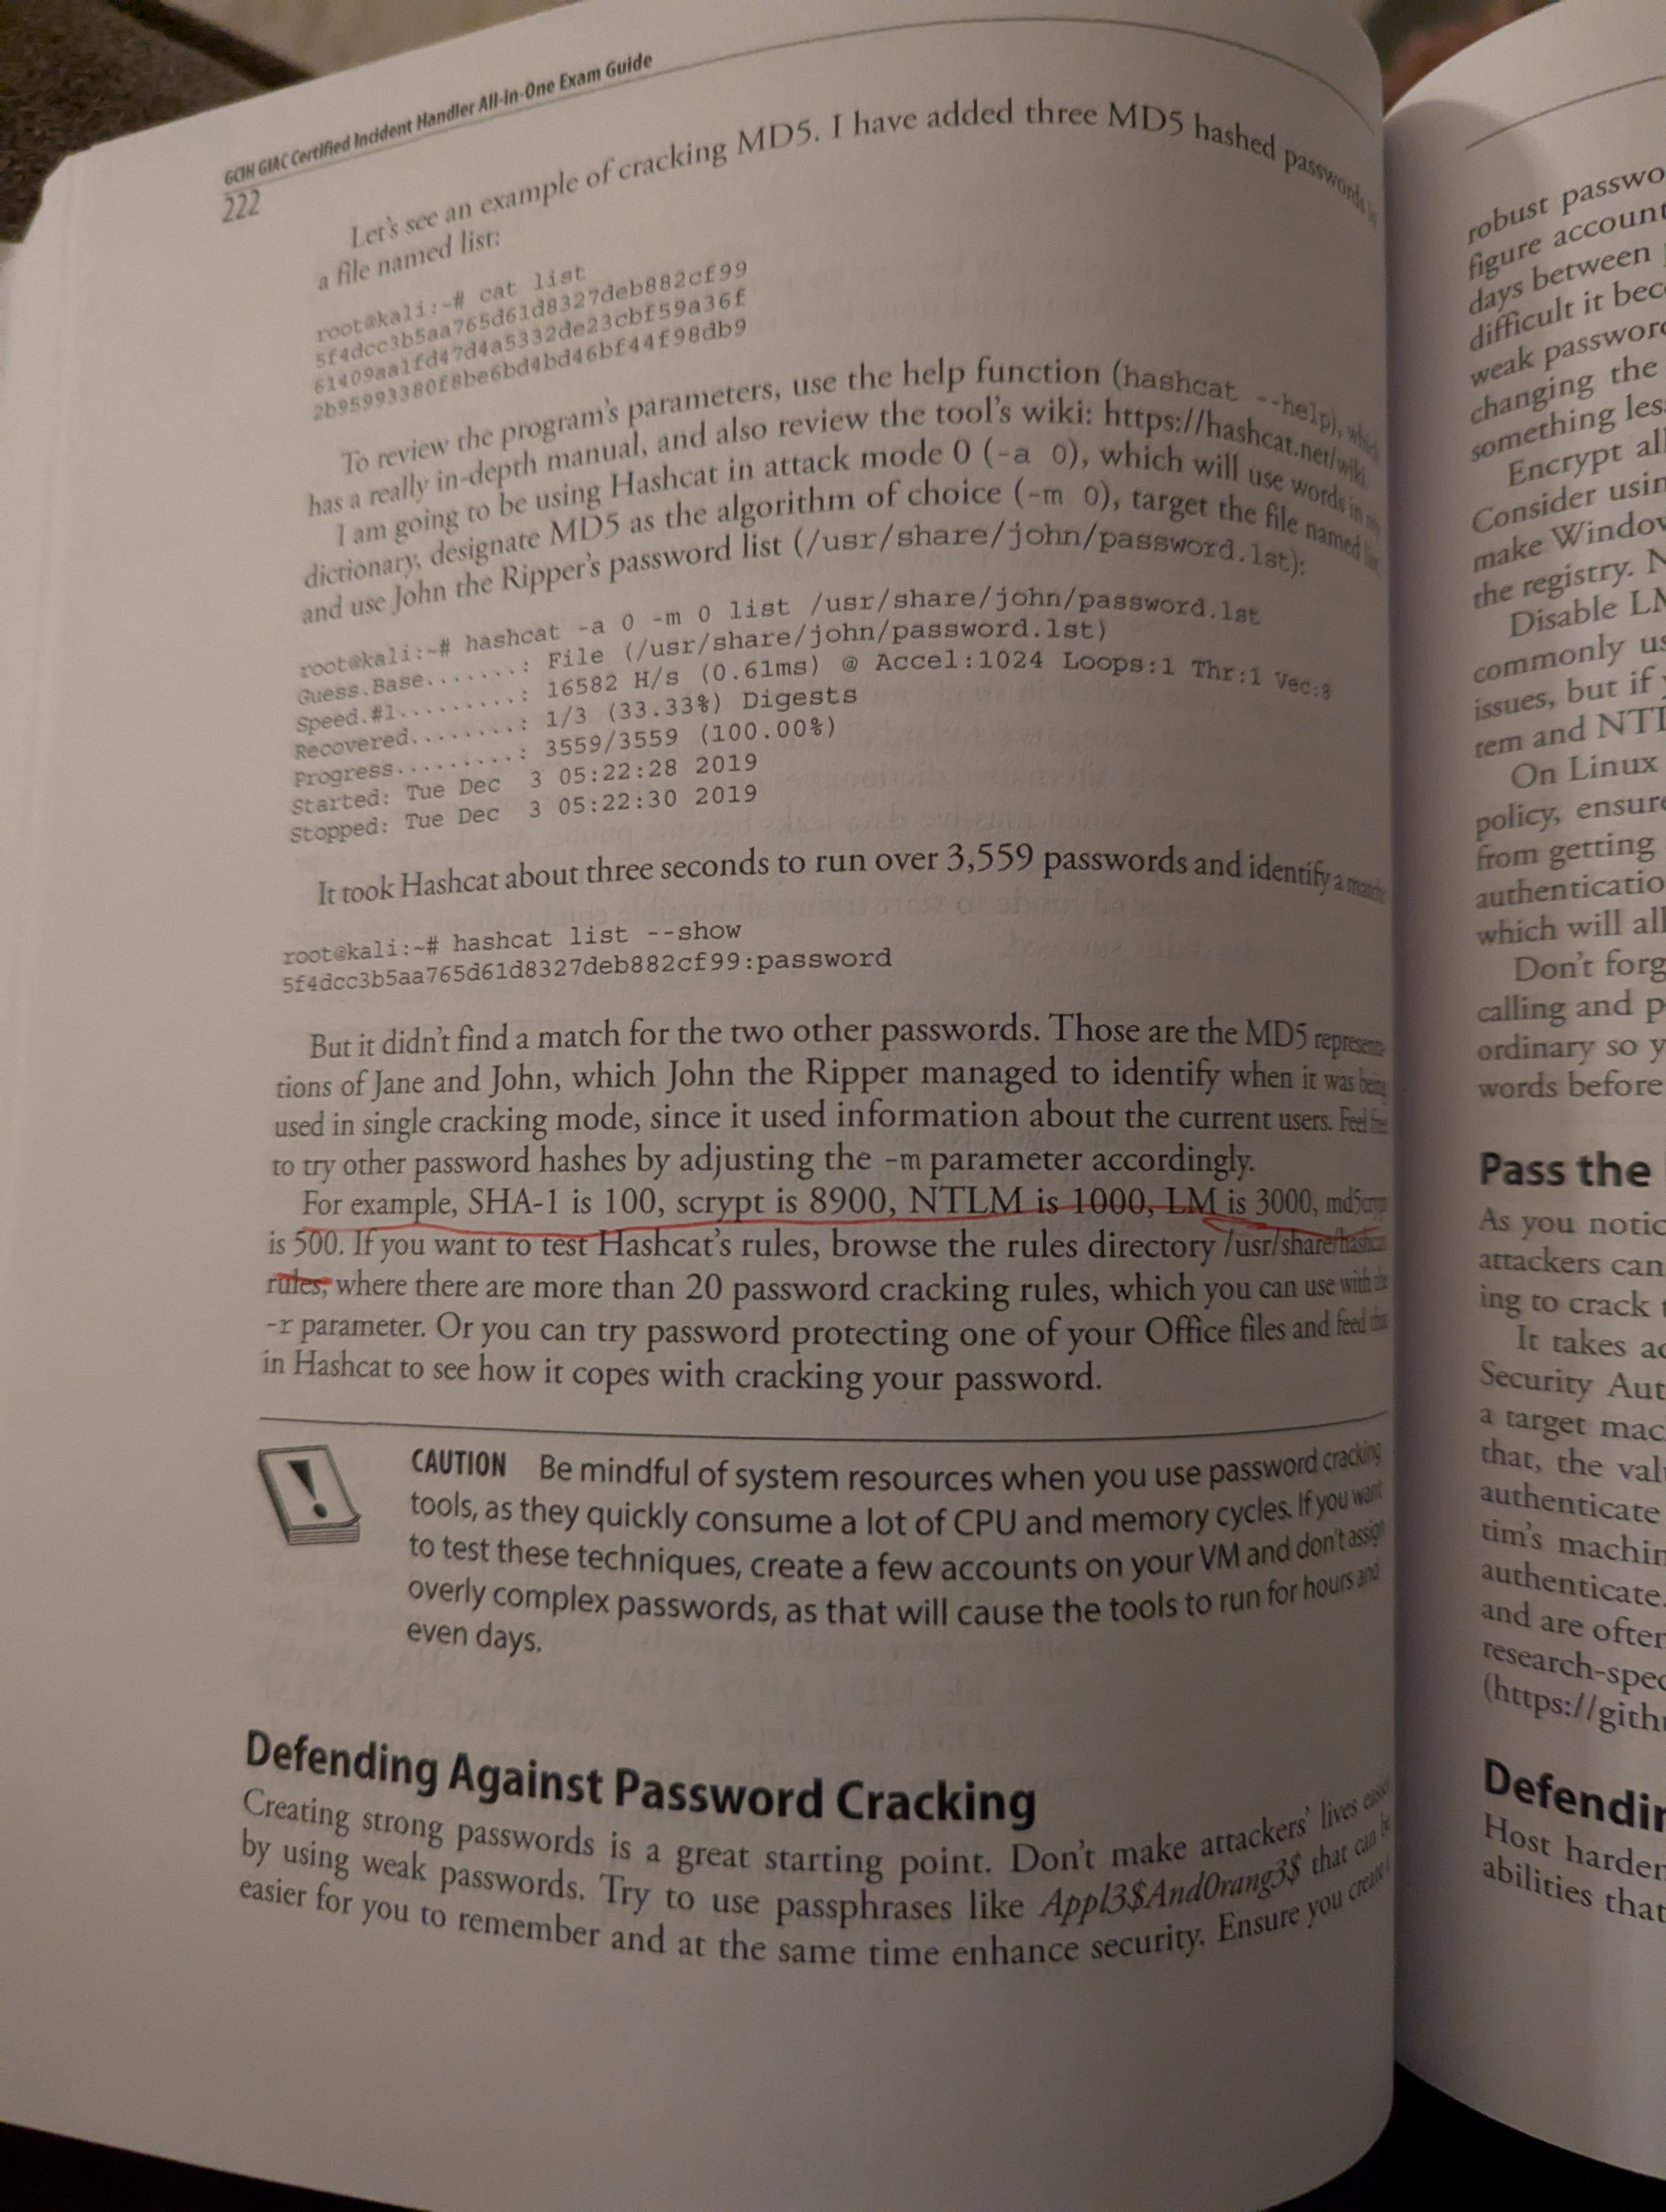 GCIH GIAC Certified Incident Handler All-in-One Exam Guide
222
Let's see an example of cracking MD5. I have added three MD5 hashed passwords
a file named list:
root@kali:~# cat list
5f4dcc3b5aa765d61d8327deb882cf99
61409aa1fd47d4a5332de23cbf59a36f
2b95993380f8be6bd4bd46bf44f98db9
To review the program's parameters, use the help function (hashcat --help), which
has a really in-depth manual, and also review the tool's wiki: https://hashcat.net/wiki.
I am going to be using Hashcat in attack mode 0 (-a 0), which will use words in
dictionary, designate MD5 as the algorithm of choice (-m 0), target the file named
and use John the Ripper's password list (/usr/share/john/password.lst):
root@kali:~# hashcat -a 0 -m 0 list /usr/share/john/password.lst
Guess.Base.......: File (/usr/share/john/password.lst)
Speed.#1.........: 16582 H/s (0.61ms) @ Accel:1024 Loops:1 Thr:1 Vec:8
Recovered........: 1/3 (33.33%) Digests
Progress.........: 3559/3559 (100.00%)
Started: Tue Dec 3 05:22:28 2019
Stopped: Tue Dec 3 05:22:30 2019
It took Hashcat about three seconds to run over 3,559 passwords and identify a match:
root@kali:~# hashcat list --show
5f4dcc3b5aa765d61d8327deb882cf99:password
But it didn't find a match for the two other passwords. Those are the MD5 representa-
tions of Jane and John, which John the Ripper managed to identify when it was being
used in single cracking mode, since it used information about the current users. Feel free
to try other password hashes by adjusting the -m parameter accordingly.
For example, SHA-1 is 100, scrypt is 8900, NTLM is 1000, LM is 3000, md5crypt
is 500. If you want to test Hashcat's rules, browse the rules directory /usr/share/hashcat
rules, where there are more than 20 password cracking rules, which you can use with the
-r parameter. Or you can try password protecting one of your Office files and feed that
in Hashcat to see how it copes with cracking your password.
CAUTION Be mindful of system resources when you use password cracking
tools, as they quickly consume a lot of CPU and memory cycles. If you want
to test these techniques, create a few accounts on your VM and don't assign
overly complex passwords, as that will cause the tools to run for hours and
even days.
Defending Against Password Cracking
Creating strong passwords is a great starting point. Don't make attackers' lives easier
by using weak passwords. Try to use passphrases like Appl3$And0rang3$ that can be
easier for you to remember and at the same time enhance security. Ensure you create
robust passwo
figure account
days between
difficult it bec
weak password
changing the
something les
Encrypt al
Consider usin
make Window
the registry. N
Disable LM
commonly us
issues, but if
tem and NTL
On Linux
policy, ensure
from getting
authenticatio
which will all
Don't forg
calling and p
ordinary so y
words before
Pass the
As you notic
attackers can
ing to crack
It takes ad
Security Aut
a target mac
that, the val
authenticate
tim's machin
authenticate.
and are often
research-spec
(https://gith
Defendin
Host harden
abilities that